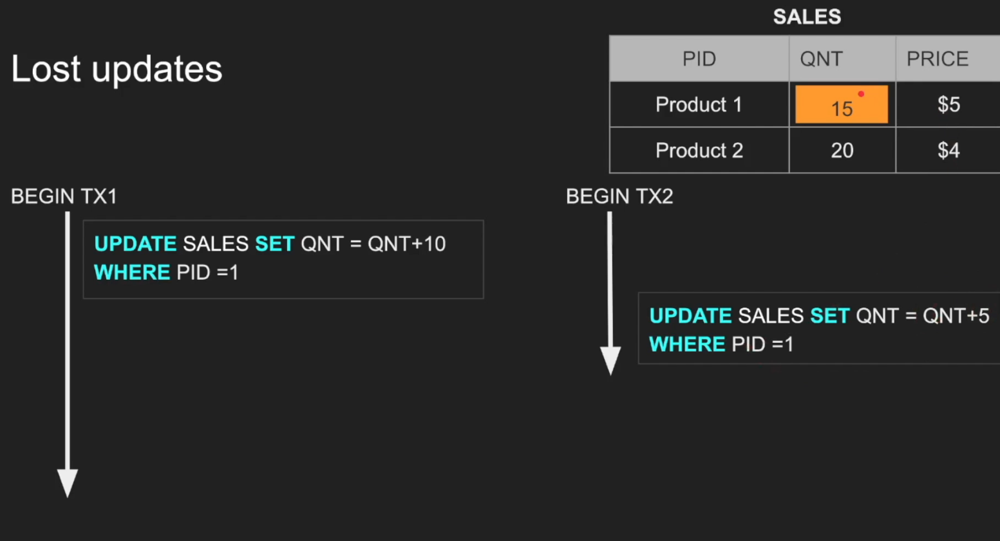 SALES
Lost updates
PID QNT PRICE
Product 1 15 $5
Product 2 20 $4
BEGIN TX1
UPDATE SALES SET QNT = QNT+10
WHERE PID =1
BEGIN TX2
UPDATE SALES SET QNT = QNT+5
WHERE PID =1